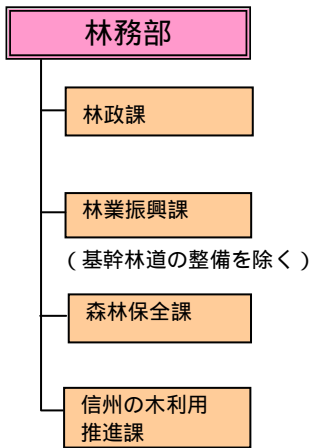 林務部
林政課
林業振興課
(基幹林道の整備を除く)
森林保全課
信州の木利用
推進課